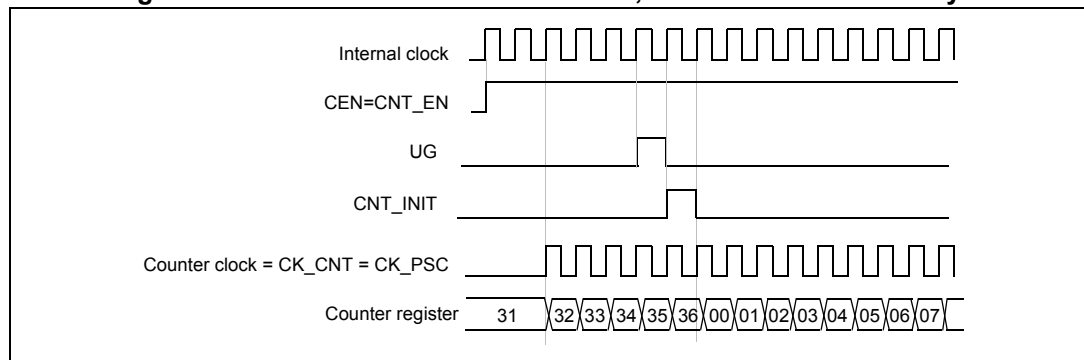 Internal clock
CEN=CNT_EN
UG
CNT_INIT
Counter clock = CK_CNT = CK_PSC
Counter register 31 32 33 34 35 36 00 01 02 03 04 05 06 07